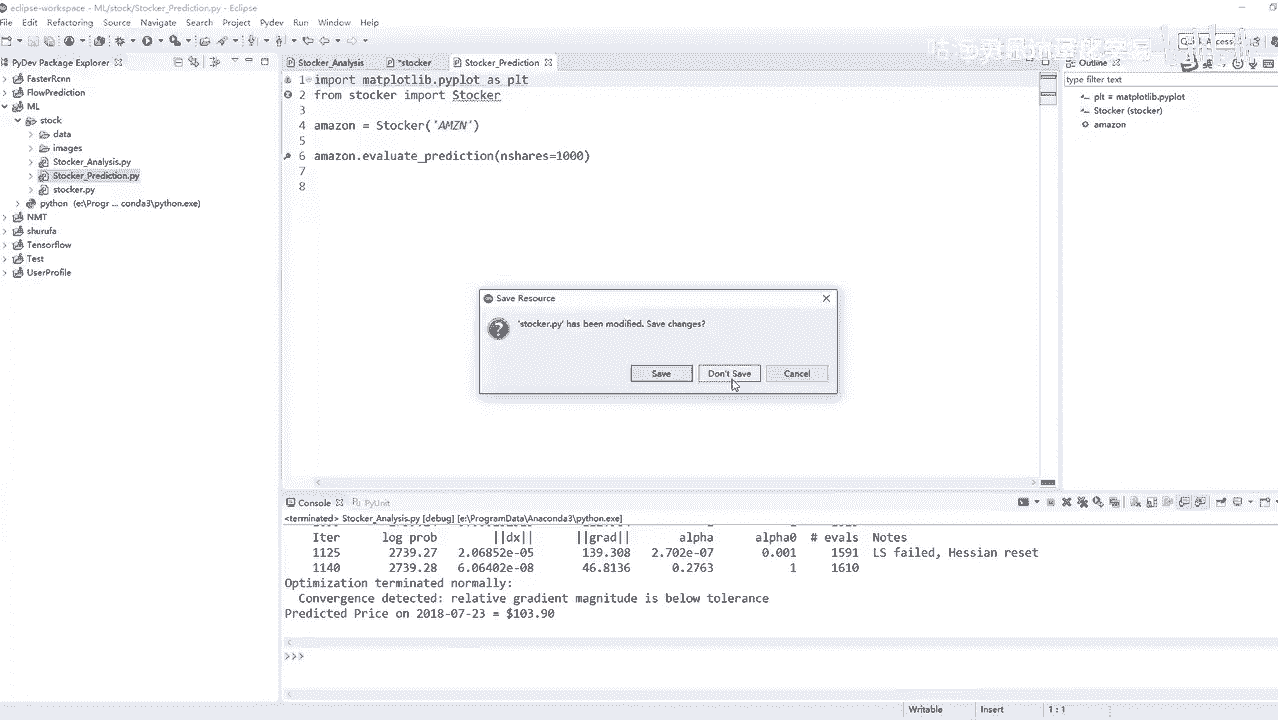 eclipse-workspace - ML/stock/Stocker_Prediction.py - Eclipse
File Edit Refactoring Source Navigate Search Project Pydev Run Window Help
PyDev Package Explorer
FasterRcnn
FlowPrediction
ML
stock
data
images
Stocker_Analysis.py
Stocker_Prediction.py
stocker.py
python (e:\Progr ... conda3\python.exe)
NMT
shurufa
Tensorflow
Test
UserProfile
Stocker_Analysis *stocker Stocker_Prediction
1 import matplotlib.pyplot as plt
2 from stocker import Stocker
3
4 amazon = Stocker('AMZN')
5
6 amazon.evaluate_prediction(nshares=1000)
7
8
Outline
type filter text
plt = matplotlib.pyplot
Stocker (stocker)
amazon
Save Resource
'stocker.py' has been modified. Save changes?
Save Don't Save Cancel
Console PyUnit
<terminated> Stocker_Analysis.py [debug] [e:\ProgramData\Anaconda3\python.exe]
Iter log prob ||dx|| ||grad|| alpha alpha0 # evals Notes
1125 2739.27 2.06852e-05 139.308 2.702e-07 0.001 1591 LS failed, Hessian reset
1140 2739.28 6.06402e-08 46.8136 0.2763 1 1610
Optimization terminated normally:
Convergence detected: relative gradient magnitude is below tolerance
Predicted Price on 2018-07-23 = $103.90
>>>
Writable Insert 1 : 1